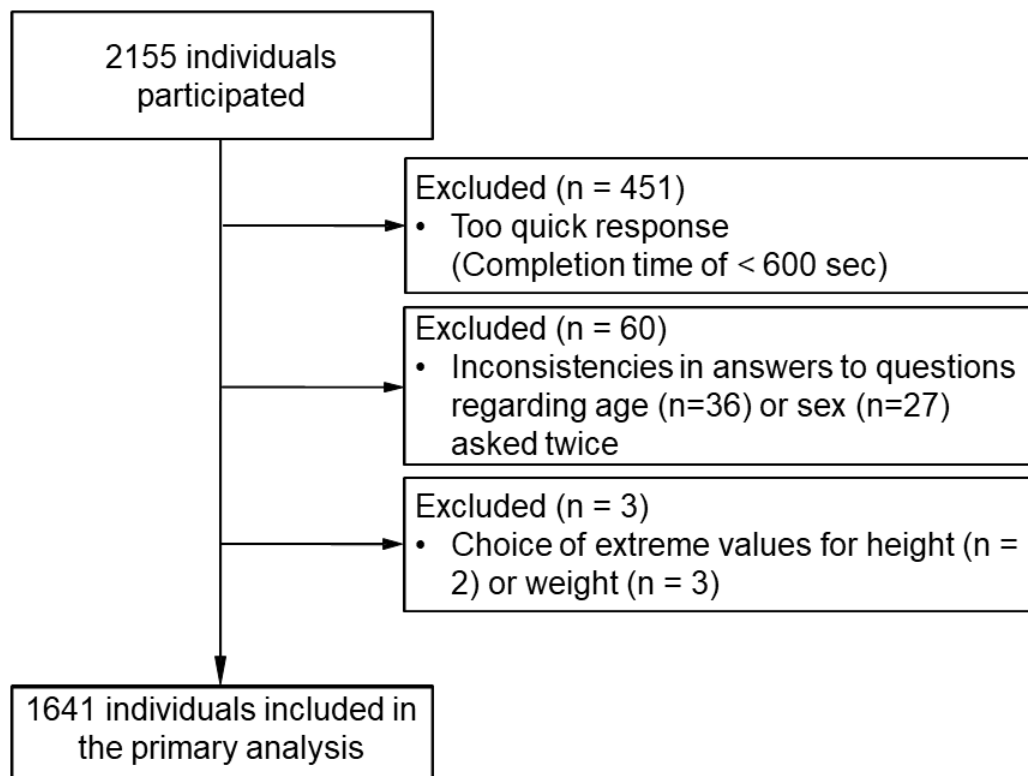 2155 individuals
participated
Excluded (n = 451)
• Too quick response
(Completion time of < 600 sec)
Excluded (n = 60)
• Inconsistencies in answers to questions
regarding age (n=36) or sex (n=27)
asked twice
Excluded (n = 3)
• Choice of extreme values for height (n =
2) or weight (n = 3)
1641 individuals included in
the primary analysis